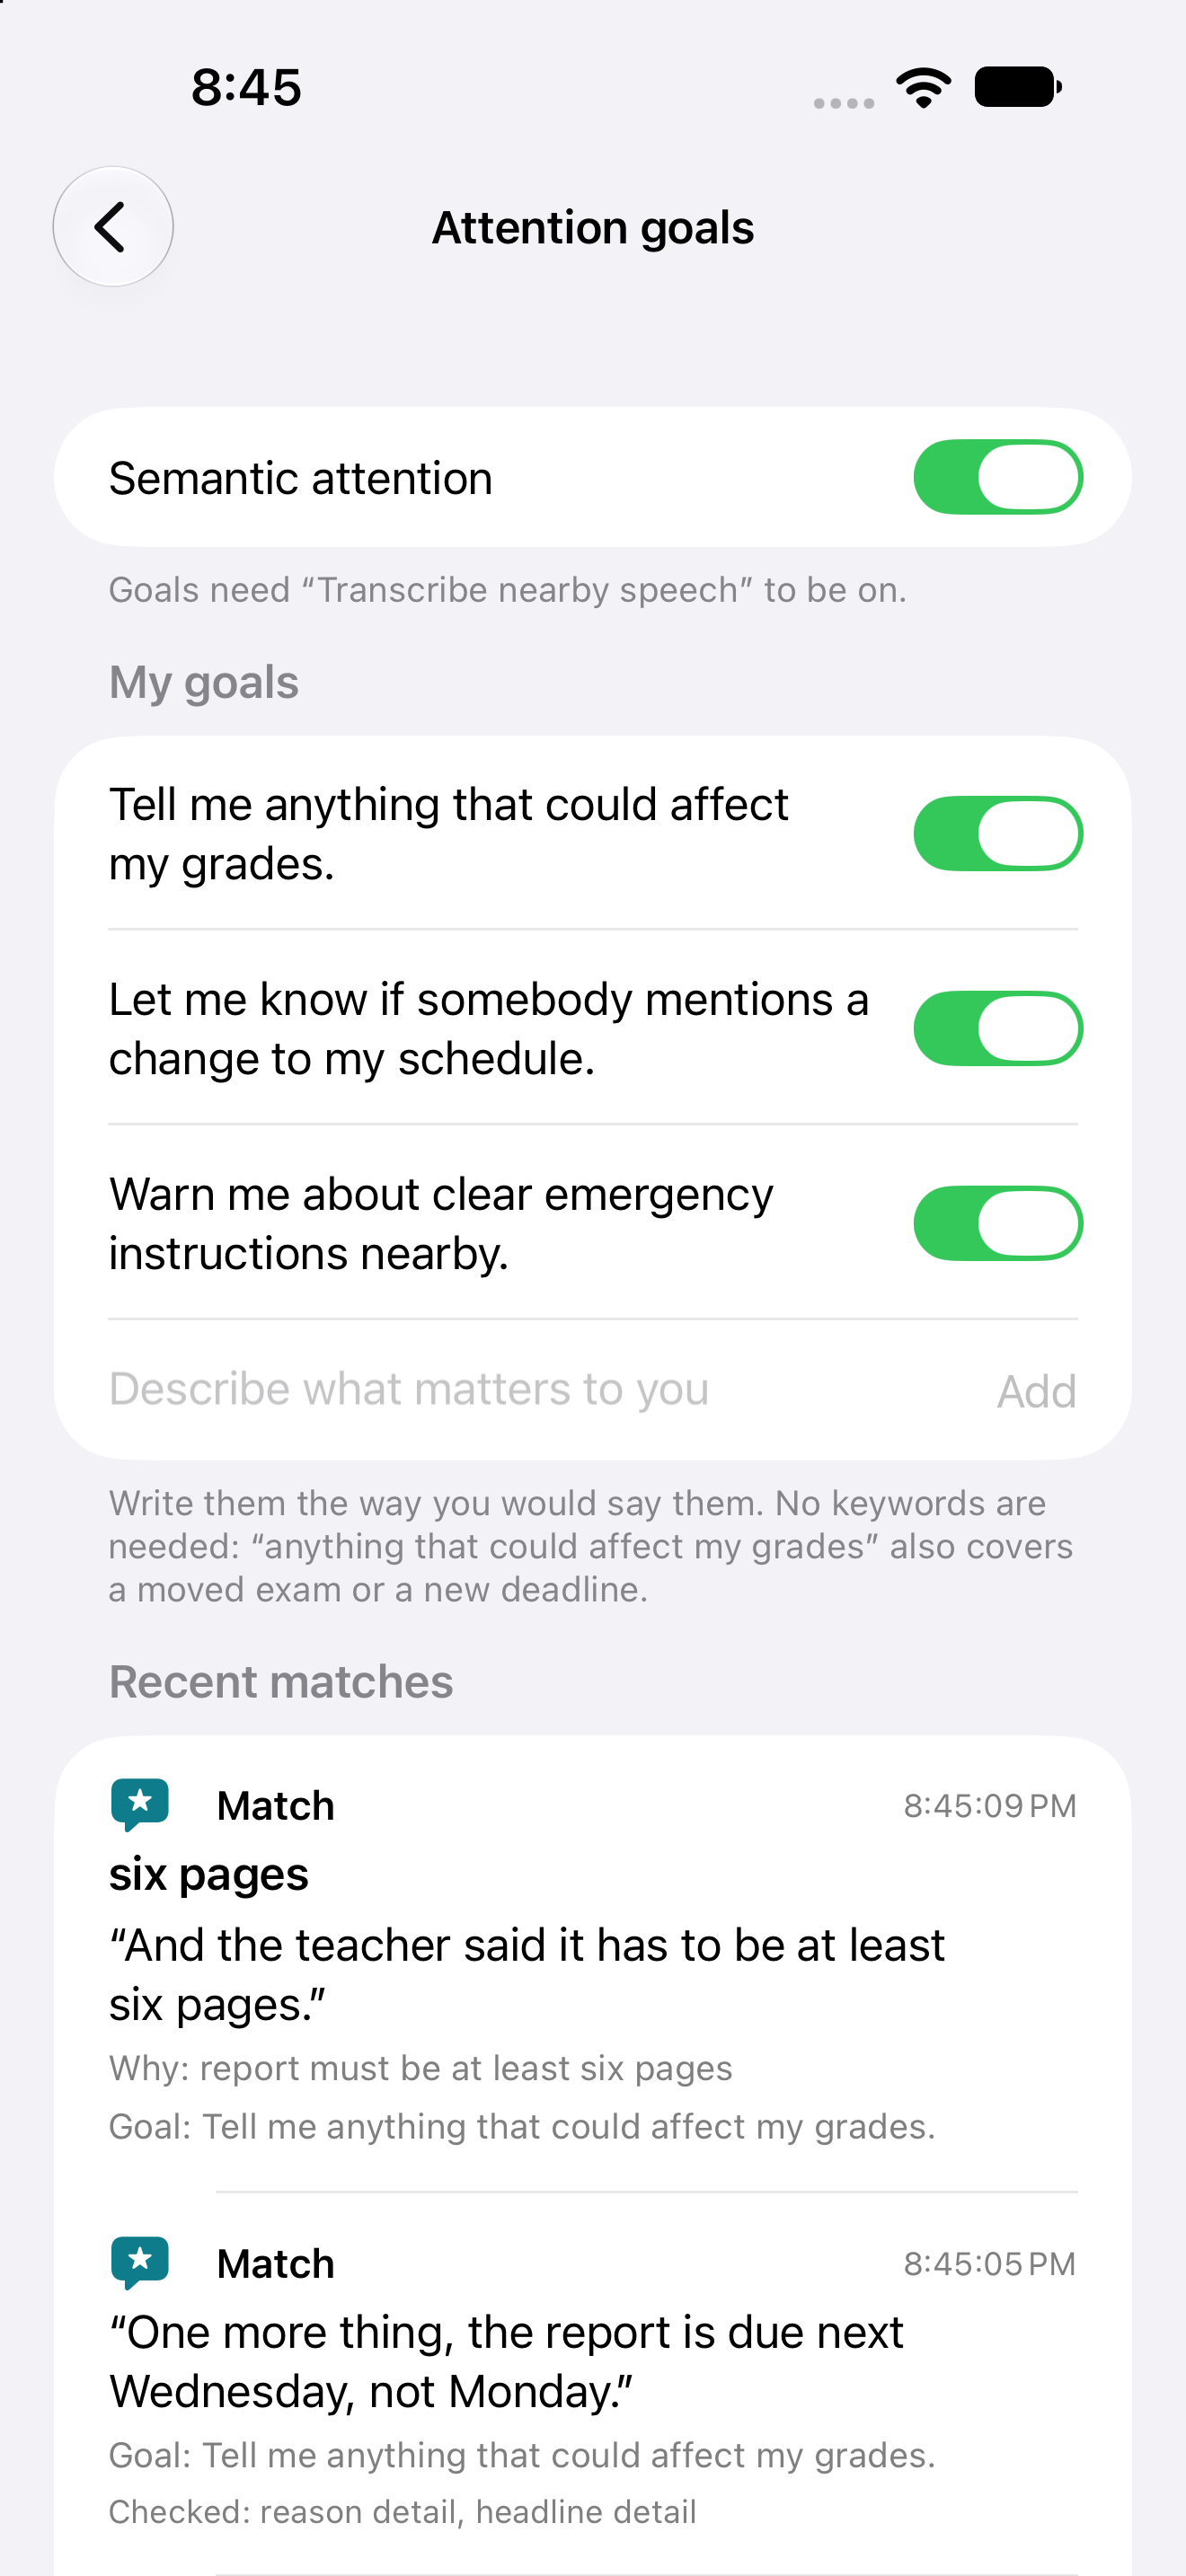 8:45
Attention goals
Semantic attention
Goals need “Transcribe nearby speech” to be on.
My goals
Tell me anything that could affect
my grades.
Let me know if somebody mentions a
change to my schedule.
Warn me about clear emergency
instructions nearby.
Describe what matters to you
Add
Write them the way you would say them. No keywords are
needed: “anything that could affect my grades” also covers
a moved exam or a new deadline.
Recent matches
Match
8:45:09 PM
six pages
“And the teacher said it has to be at least
six pages.”
Why: report must be at least six pages
Goal: Tell me anything that could affect my grades.
Match
8:45:05 PM
“One more thing, the report is due next
Wednesday, not Monday.”
Goal: Tell me anything that could affect my grades.
Checked: reason detail, headline detail